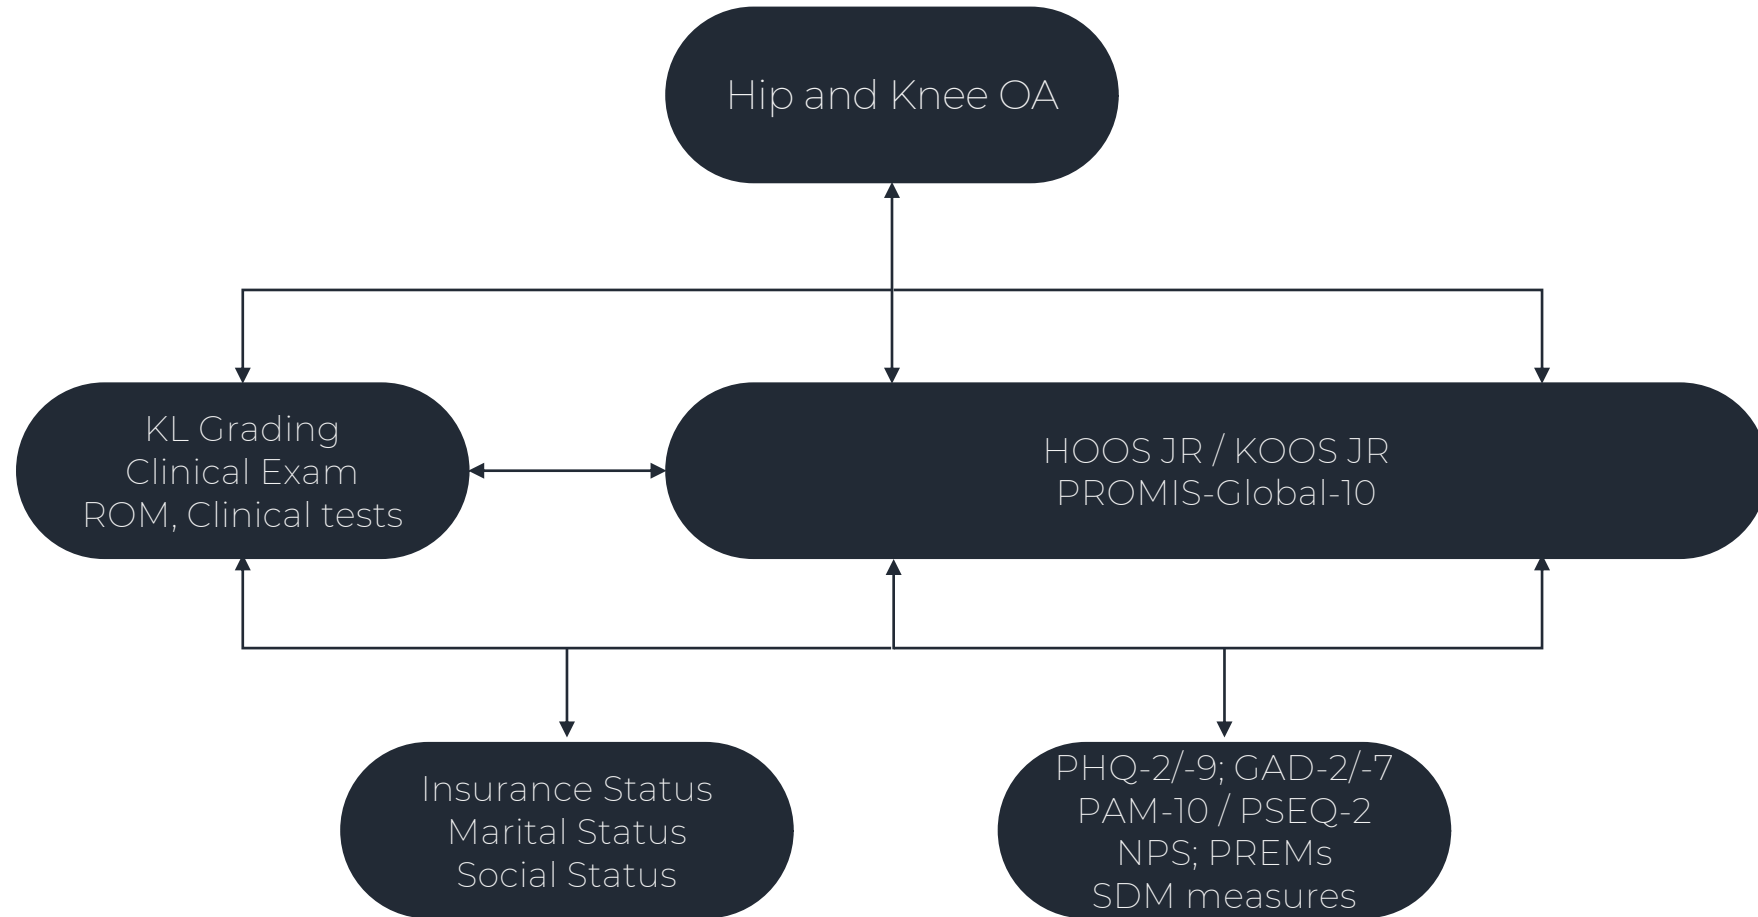 Hip and Knee OA
KL Grading
Clinical Exam
ROM, Clinical tests
HOOS JR / KOOS JR
PROMIS-Global-10
Insurance Status
Marital Status
Social Status
PHQ-2/-9; GAD-2/-7
PAM-10 / PSEQ-2
NPS; PREMs
SDM measures